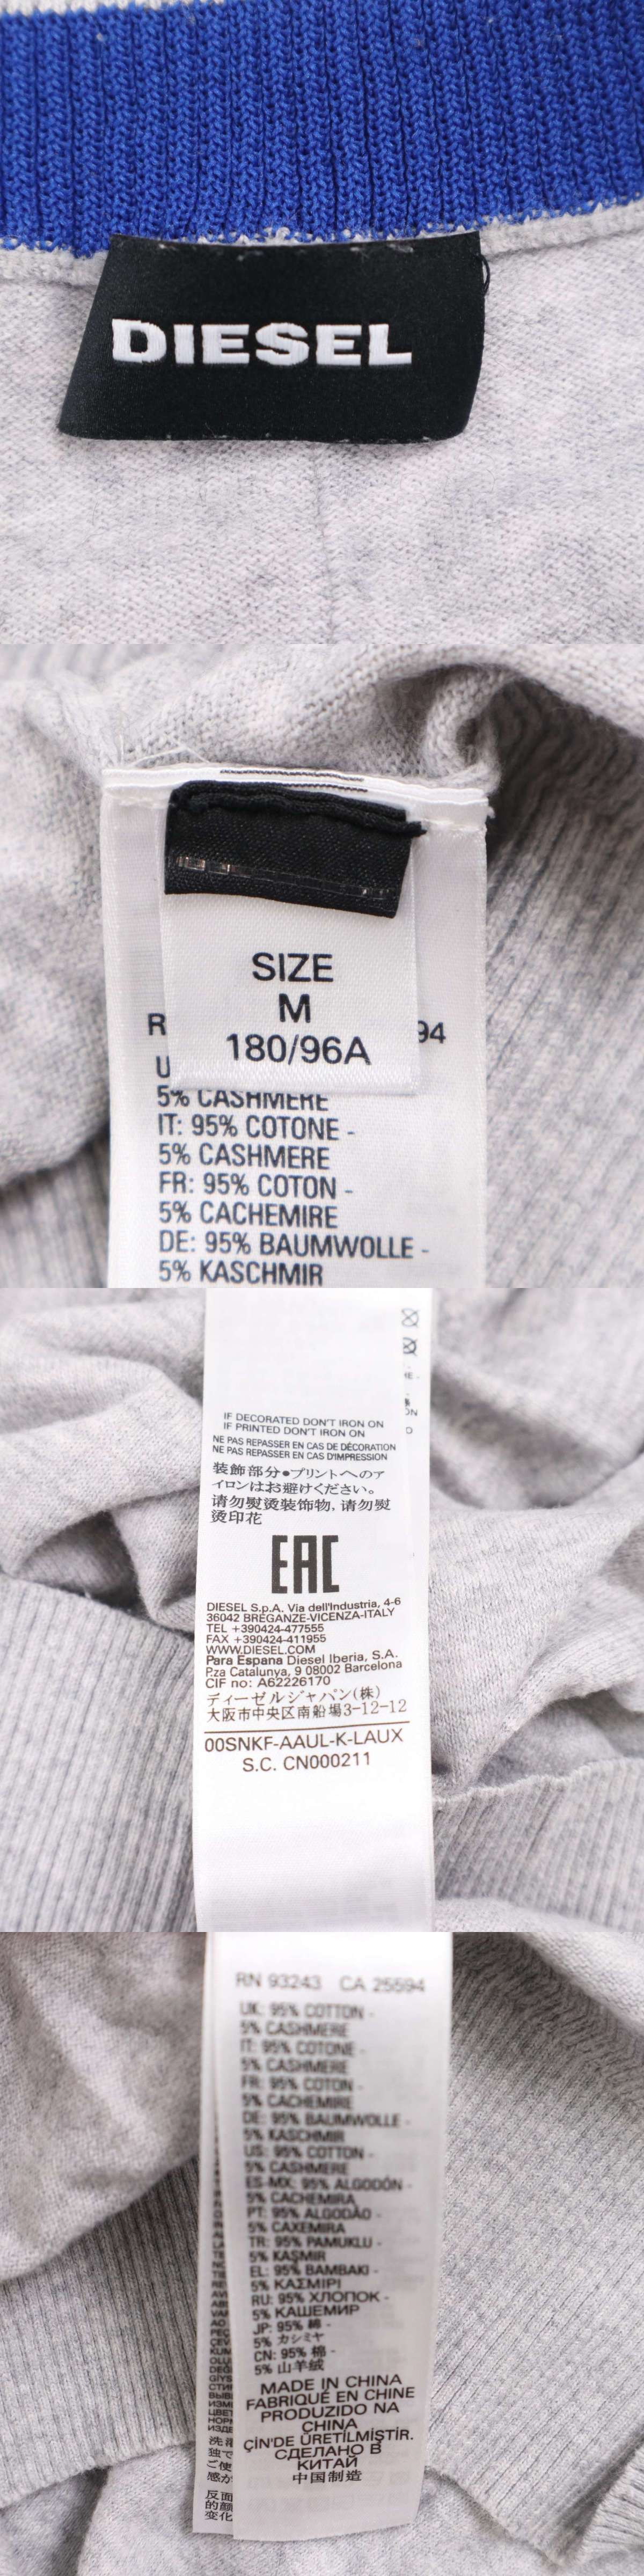 DIESEL
SIZE
M
180/96A
R
94
U
5% CASHMERE
IT: 95% COTONE -
5% CASHMERE
FR: 95% COTON -
5% CACHEMIRE
DE: 95% BAUMWOLLE -
5% KASCHMIR
IF DECORATED DON'T IRON ON
IF PRINTED DON'T IRON ON
NE PAS REPASSER EN CAS DE DÉCORATION
NE PAS REPASSER EN CAS D'IMPRESSION
装飾部分●プリントへのア
イロンはお避けください。
请勿熨烫装饰物, 请勿熨
烫印花
EAC
DIESEL S.p.A. Via dell'Industria, 4-6
36042 BREGANZE-VICENZA-ITALY
TEL +390424-477555
FAX +390424-411955
WWW.DIESEL.COM
Para Espana Diesel Iberia, S.A.
P.za Catalunya, 9 08002 Barcelona
CIF no: A62226170
ディーゼルジャパン(株)
大阪市中央区南船場3-12-12
00SNKF-AAUL-K-LAUX
S.C. CN000211
RN 93243 CA 25594
UK: 95% COTTON -
5% CASHMERE
IT: 95% COTONE -
5% CASHMERE
FR: 95% COTON -
5% CACHEMIRE
DE: 95% BAUMWOLLE -
5% KASCHMIR
US: 95% COTTON -
5% CASHMERE
ES-MX: 95% ALGODÓN -
5% CACHEMIRA
PT: 95% ALGODÃO -
5% CAXEMIRA
TR: 95% PAMUKLU -
5% KAŞMIR
EL: 95% BAMBAKI -
5% ΚΑΣΜΙΡΙ
RU: 95% ХЛОПОК -
5% КАШЕМИР
JP: 95% 綿 -
5% カシミヤ
CN: 95% 棉 -
5% 山羊绒
MADE IN CHINA
FABRIQUÉ EN CHINE
PRODUZIDO NA
CHINA
ÇİN'DE ÜRETİLMİŞTİR.
СДЕЛАНО В
КИТАЙ
中国制造